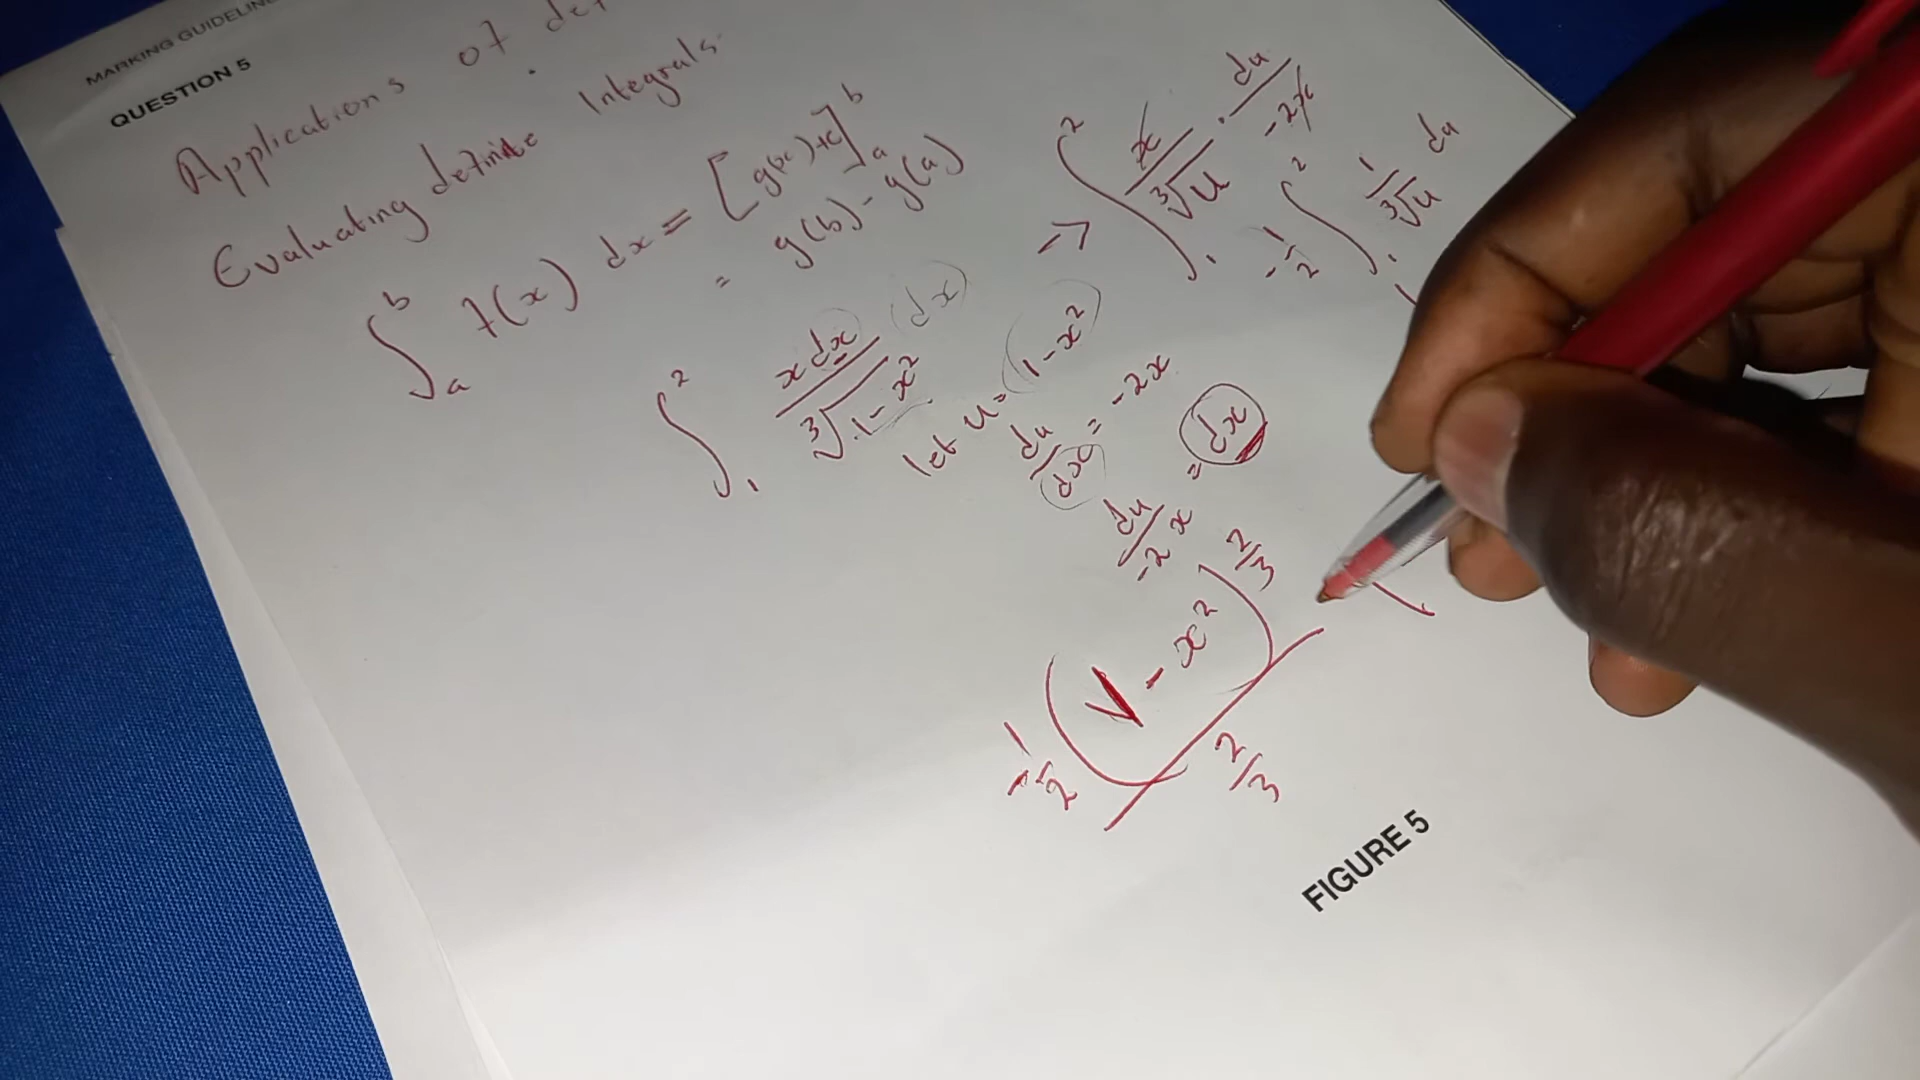 MARKING GUIDELIN
QUESTION 5
Applications of def
Evaluating definite Integrals.
∫_a^b f(x) dx = [g(x)+c]_a^b
= g(b) - g(a)
∫_1^2 x dx / ∛(1-x²) (dx)
let u = (1-x²)
du/dx = -2x
du/-2x = dx
-> ∫_1^2 x/∛u · du/-2x
-1/2 ∫_1^2 1/∛u du
-1/2 (1 - x²)^(2/3) / (2/3)
FIGURE 5